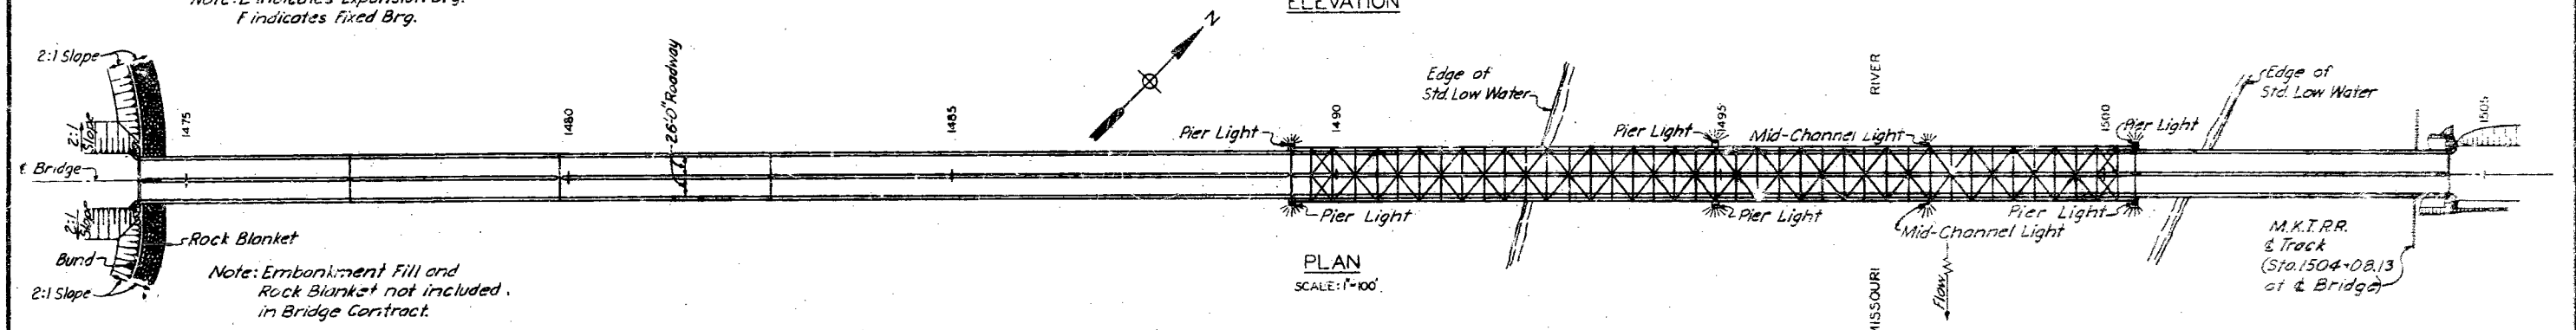 Note: E indicates Expansion Brg.
F indicates Fixed Brg.
ELEVATION
N
2:1 Slope
2:1
Slope
₵ Bridge
2:1
Slope
Bund
2:1 Slope
Rock Blanket
Note: Embankment Fill and
Rock Blanket not included
in Bridge Contract.
1475
1480
26'-0" Roadway
1485
Pier Light
1490
Edge of
Std. Low Water
Pier Light
1495
Mid-Channel Light
RIVER
1500
Pier Light
Edge of
Std. Low Water
1505
Pier Light
Pier Light
Mid-Channel Light
Pier Light
PLAN
SCALE: 1"=100'
MISSOURI
Flow
M.K.T.R.R.
₵ Track
(Sta. 1504+08.13
at ₵ Bridge)